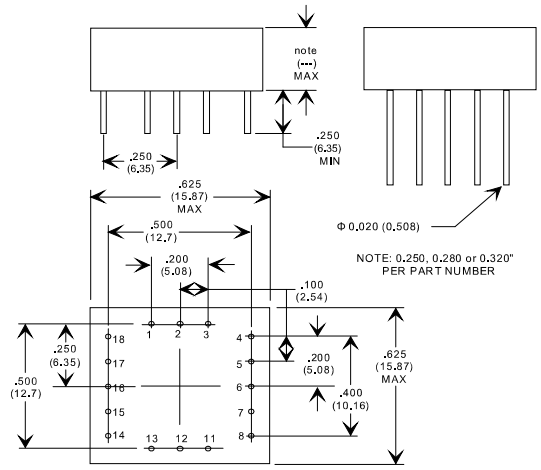 note
(---)
MAX
.250
(6.35)
MIN
.250
(6.35)
.625
(15.87)
MAX
Φ 0.020 (0.508)
.500
(12.7)
NOTE: 0.250, 0.280 or 0.320"
PER PART NUMBER
.200
(5.08)
.100
(2.54)
18 1 2 3 4
.250
(6.35)
17 5
.200
(5.08)
.625
(15.87)
MAX
.500
(12.7)
16 6
.400
(10.16)
15 7
14 13 12 11 8